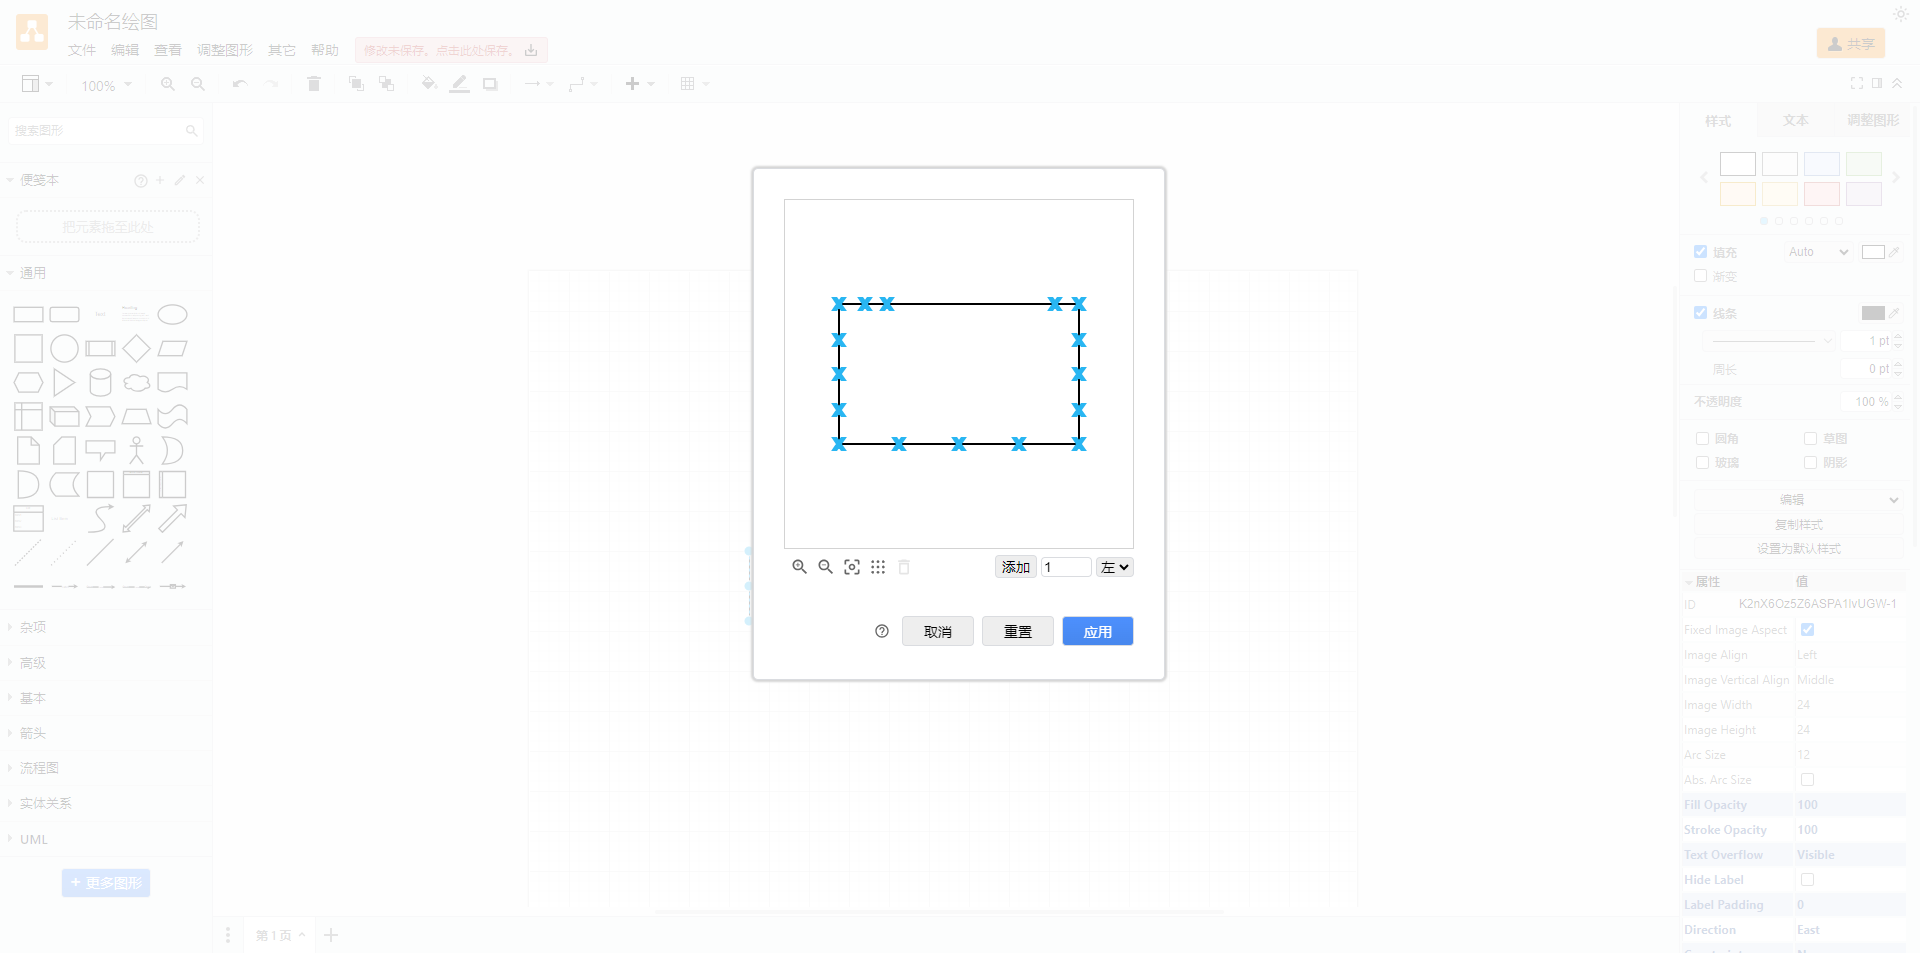 未命名绘图
文件 编辑 查看 调整图形 其它 帮助 修改未保存。点击此处保存。
共享
100%
搜索图形
便笺本
把元素拖至此处
通用
杂项
高级
基本
箭头
流程图
实体关系
UML
+ 更多图形
第 1 页
添加 1 左
取消 重置 应用
样式 文本 调整图形
填充 Auto
渐变
线条
1 pt
周长 0 pt
不透明度 100 %
圆角 草图
玻璃 阴影
编辑
复制样式
设置为默认样式
属性 值
ID K2nX6Oz5Z6ASPA1IvUGW-1
Fixed Image Aspect
Image Align Left
Image Vertical Align Middle
Image Width 24
Image Height 24
Arc Size 12
Abs. Arc Size
Fill Opacity 100
Stroke Opacity 100
Text Overflow Visible
Hide Label
Label Padding 0
Direction East